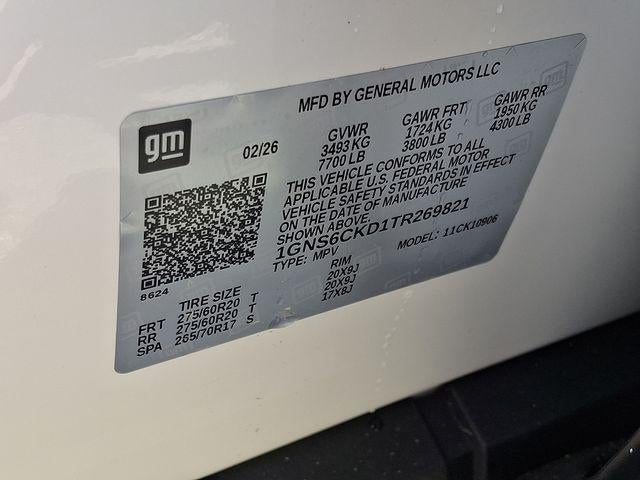 MFD BY GENERAL MOTORS LLC
gm
02/26
GVWR GAWR FRT GAWR RR
3493 KG 1724 KG 1950 KG
7700 LB 3800 LB 4300 LB
THIS VEHICLE CONFORMS TO ALL
APPLICABLE U.S. FEDERAL MOTOR
VEHICLE SAFETY STANDARDS IN EFFECT
ON THE DATE OF MANUFACTURE
SHOWN ABOVE.
1GNS6CKD1TR269821
TYPE: MPV MODEL: 11CK10906
8624
TIRE SIZE RIM
FRT 275/60R20 T 20X9J
RR 275/60R20 T 20X9J
SPA 265/70R17 S 17X8J